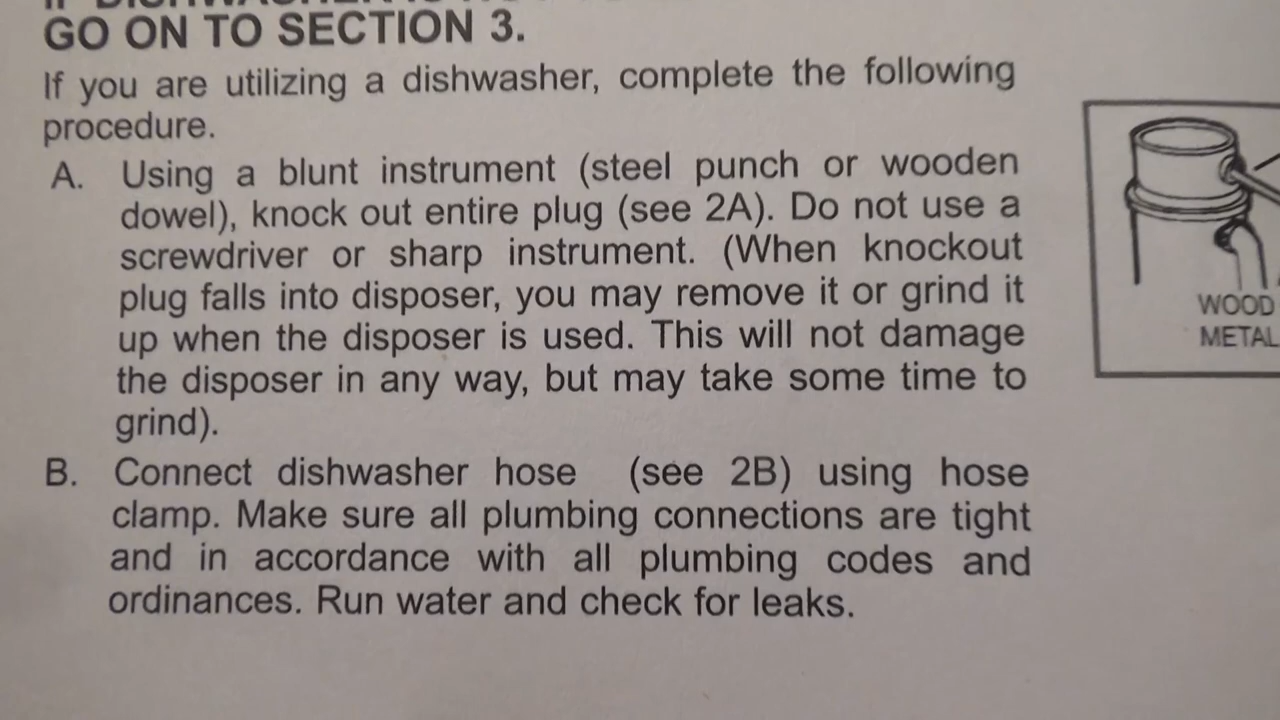 GO ON TO SECTION 3.
If you are utilizing a dishwasher, complete the following
procedure.
A. Using a blunt instrument (steel punch or wooden
dowel), knock out entire plug (see 2A). Do not use a
screwdriver or sharp instrument. (When knockout
plug falls into disposer, you may remove it or grind it
up when the disposer is used. This will not damage
the disposer in any way, but may take some time to
grind).
B. Connect dishwasher hose (see 2B) using hose
clamp. Make sure all plumbing connections are tight
and in accordance with all plumbing codes and
ordinances. Run water and check for leaks.
WOOD
METAL